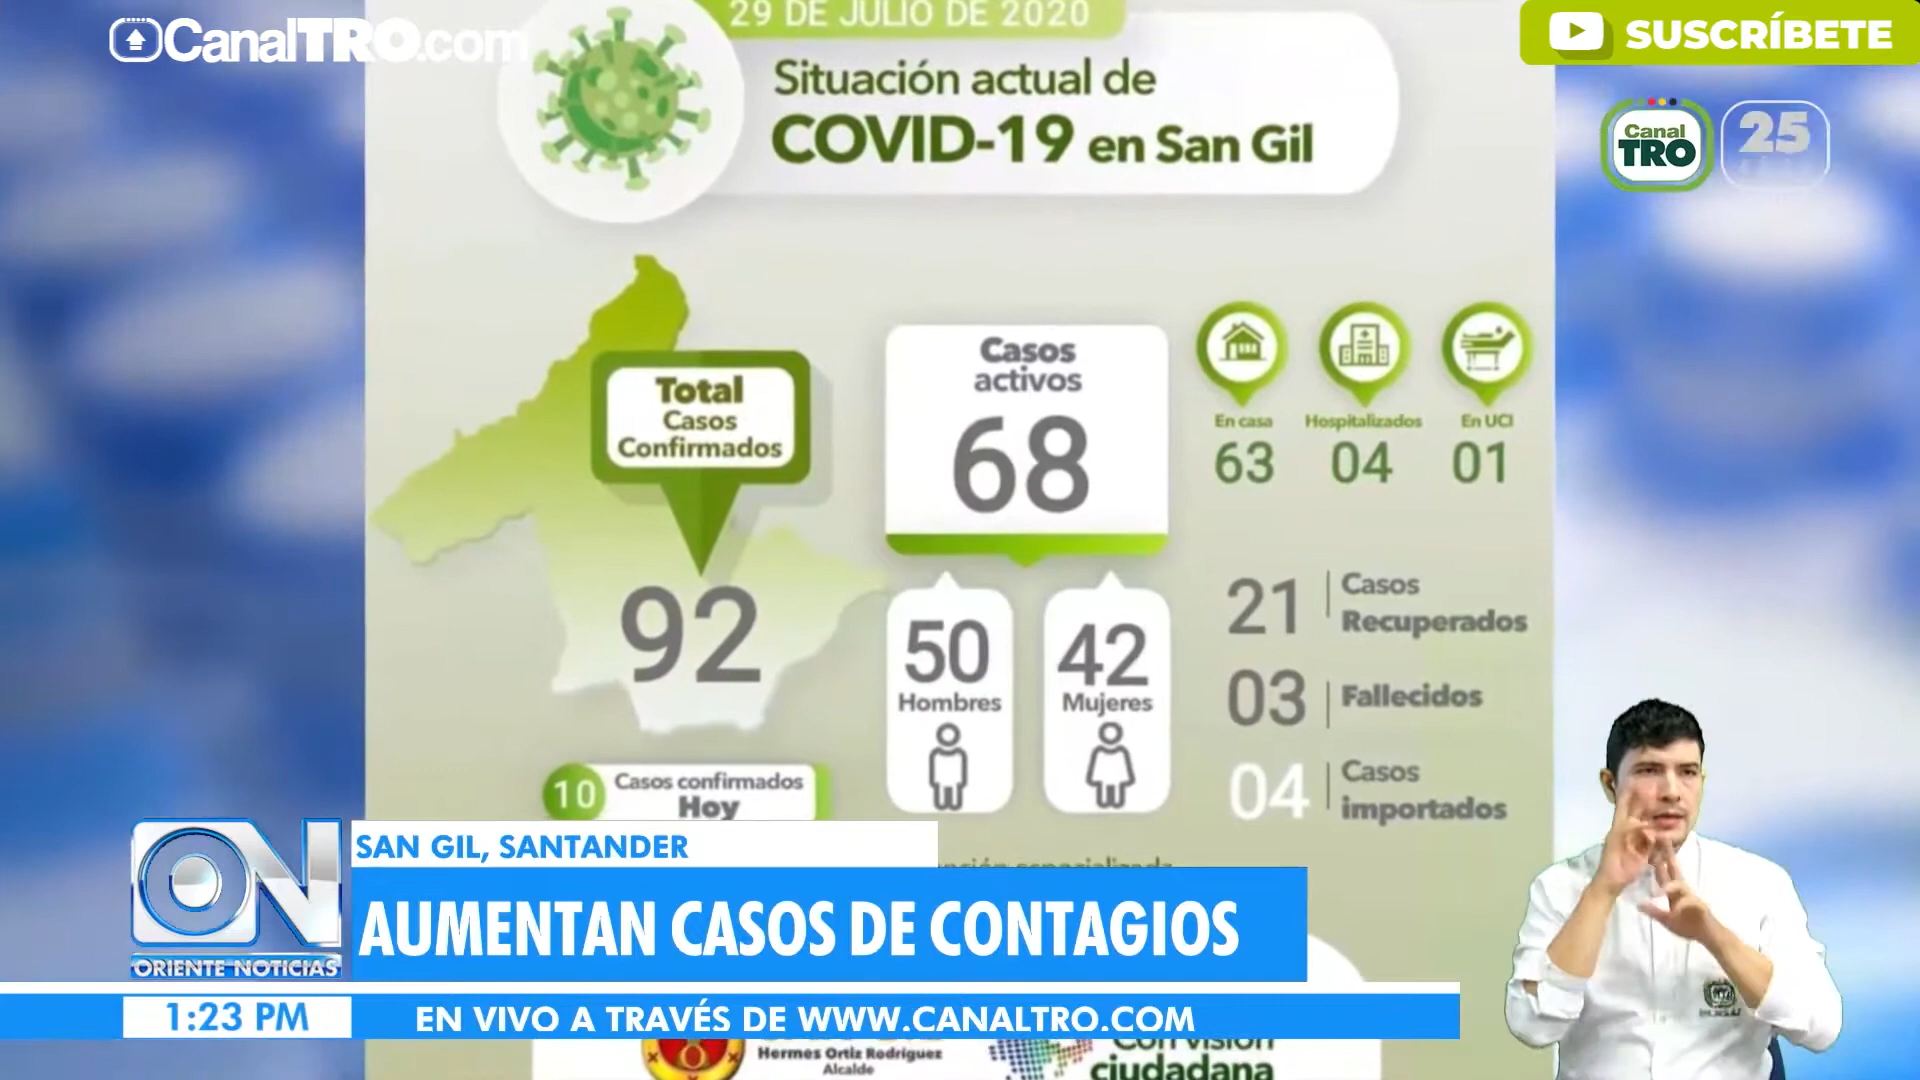 CanalTRO.com
29 DE JULIO DE 2020
SUSCRÍBETE
Situación actual de
COVID-19 en San Gil
Canal
TRO
25
Total
Casos
Confirmados
92
Casos
activos
68
En casa
63
Hospitalizados
04
En UCI
01
50
Hombres
42
Mujeres
21
Casos
Recuperados
03
Fallecidos
04
Casos
importados
10
Casos confirmados
Hoy
ON
ORIENTE NOTICIAS
SAN GIL, SANTANDER
especializada
AUMENTAN CASOS DE CONTAGIOS
1:23 PM
EN VIVO A TRAVÉS DE WWW.CANALTRO.COM
Hermes Ortiz Rodríguez
Alcalde
Con visión
ciudadana